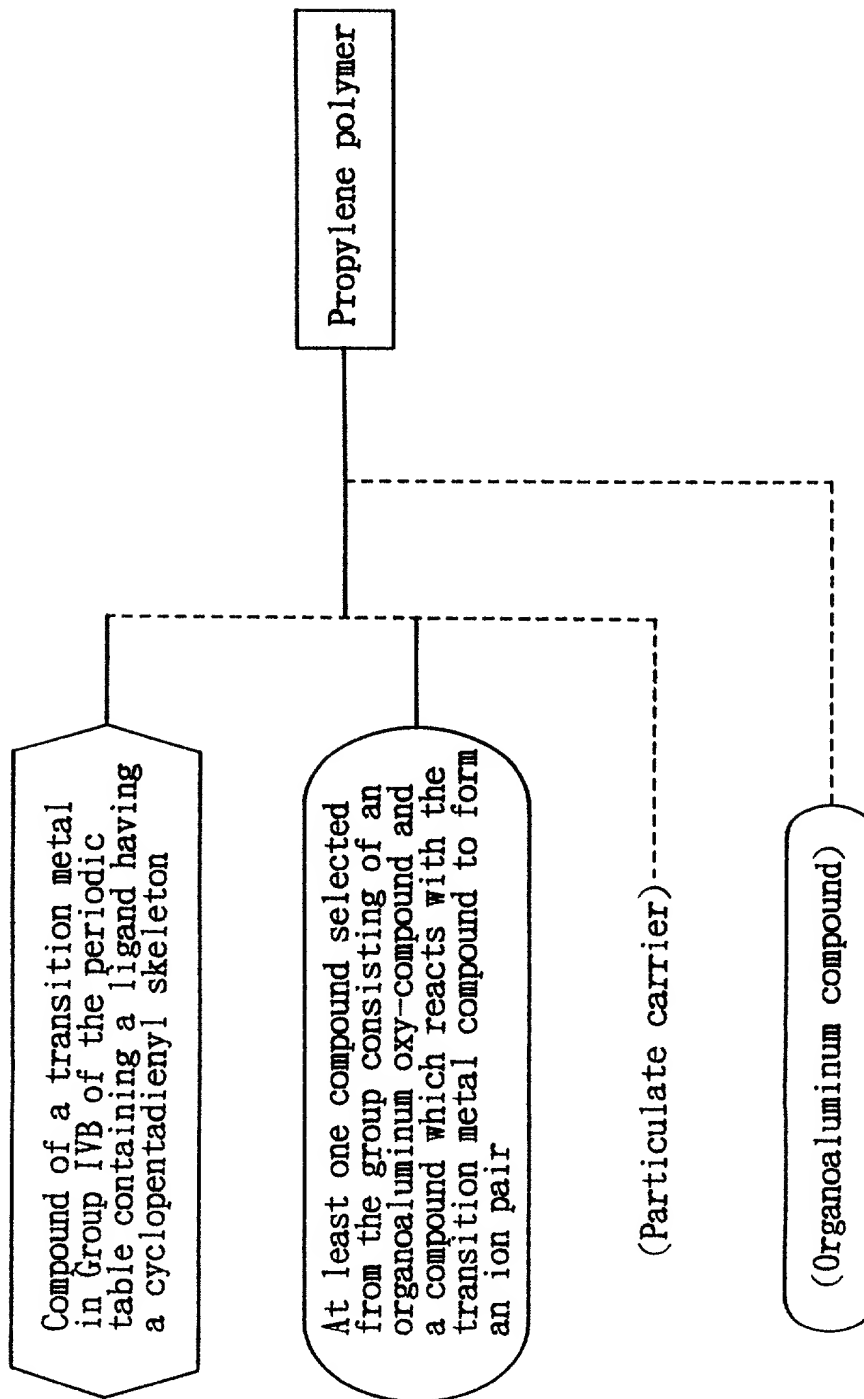 Compound of a transition metal
in Group IVB of the periodic
table containing a ligand having
a cyclopentadienyl skeleton
At least one compound selected
from the group consisting of an
organoaluminum oxy-compound and
a compound which reacts with the
transition metal compound to form
an ion pair
(Particulate carrier)
(Organoaluminum compound)
Propylene polymer